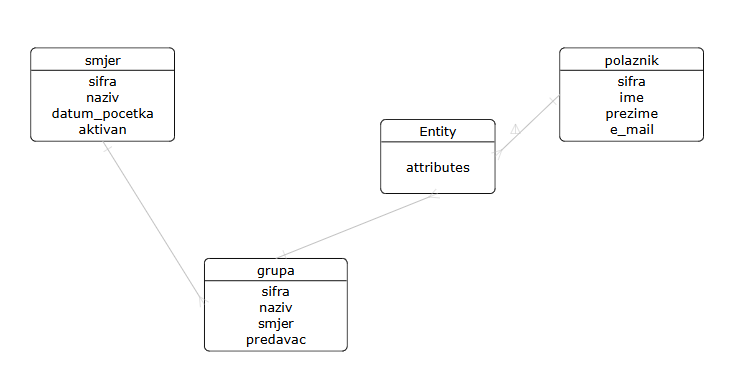 smjer
sifra
naziv
datum_pocetka
aktivan
polaznik
sifra
ime
prezime
e_mail
Entity
attributes
grupa
sifra
naziv
smjer
predavac